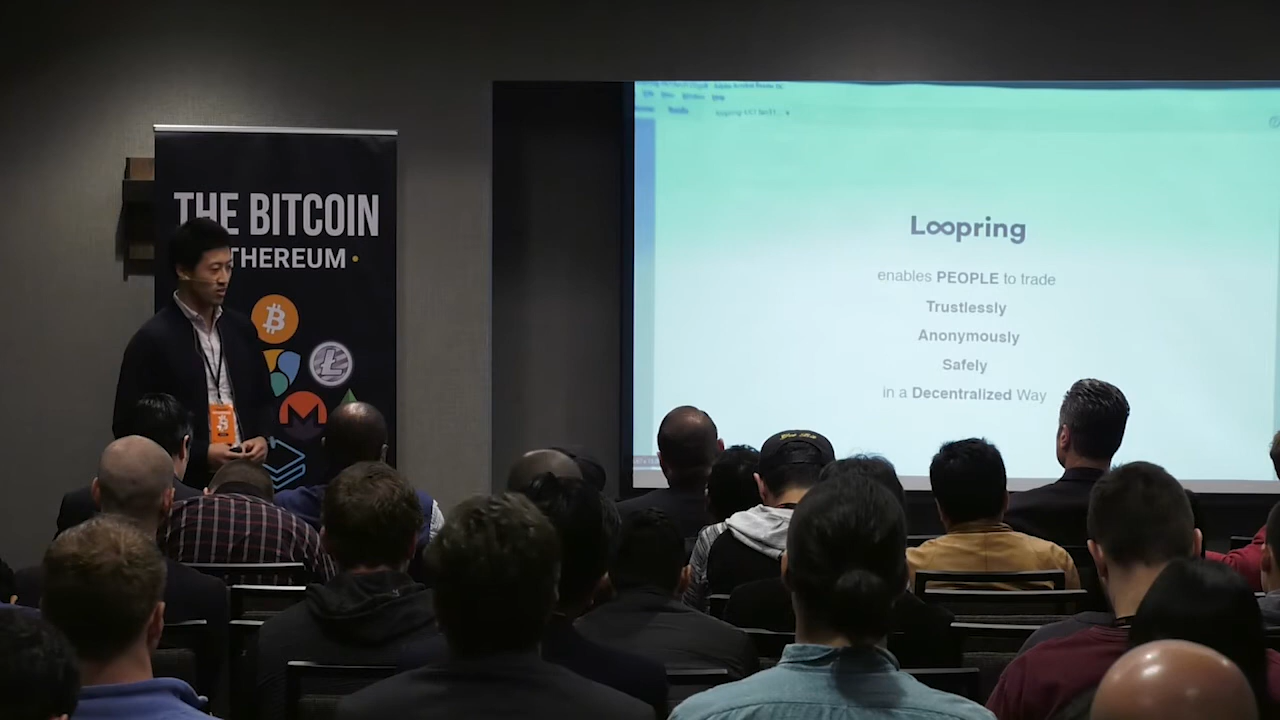 THE BITCOIN
THEREUM
Loopring
enables PEOPLE to trade
Trustlessly
Anonymously
Safely
in a Decentralized Way